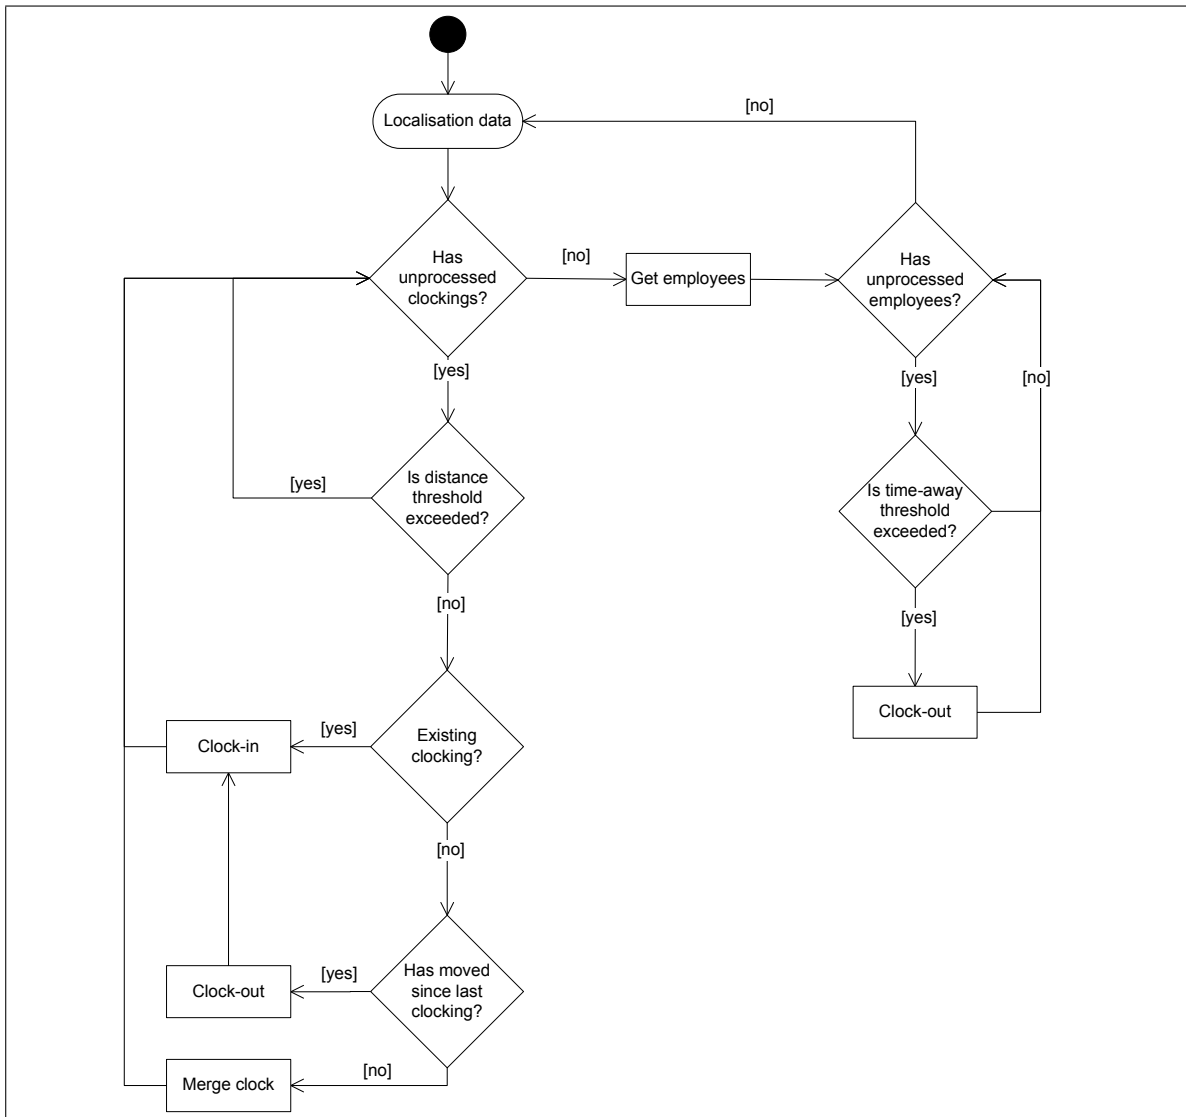 Localisation data
[no]
Has
unprocessed
clockings?
[no]
Get employees
Has
unprocessed
employees?
[yes]
[yes]
[no]
Is distance
threshold
exceeded?
[yes]
Is time-away
threshold
exceeded?
[no]
[yes]
Clock-in
[yes]
Existing
clocking?
Clock-out
[no]
Clock-out
[yes]
Has moved
since last
clocking?
Merge clock
[no]